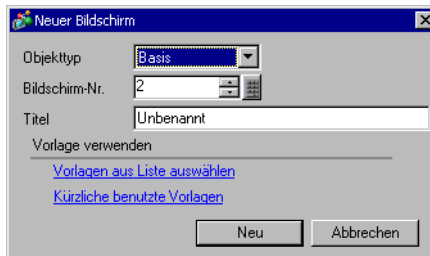 Neuer Bildschirm
Objekttyp Basis
Bildschirm-Nr. 2
Titel Unbenannt
Vorlage verwenden
Vorlagen aus Liste auswählen
Kürzliche benutzte Vorlagen
Neu Abbrechen